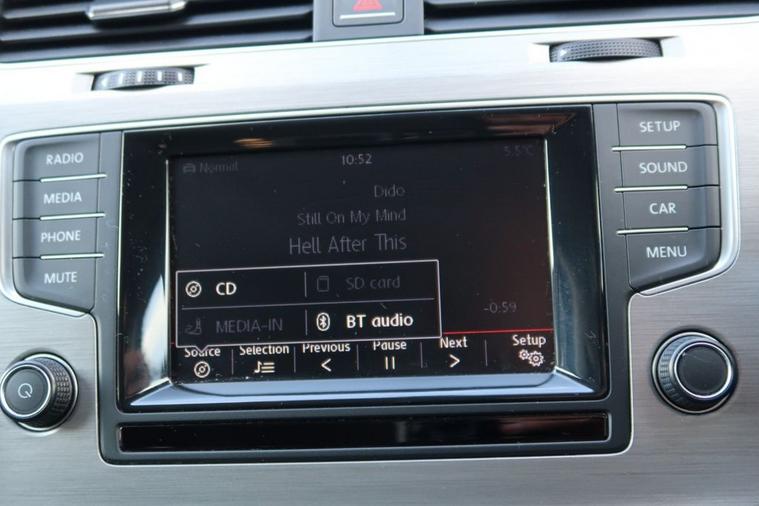 RADIO
MEDIA
PHONE
MUTE
Normal
10:52
5.5°C
Dido
Still On My Mind
Hell After This
CD
SD card
MEDIA-IN
BT audio
-0:59
Source
Selection
Previous
Pause
Next
Setup
SETUP
SOUND
CAR
MENU